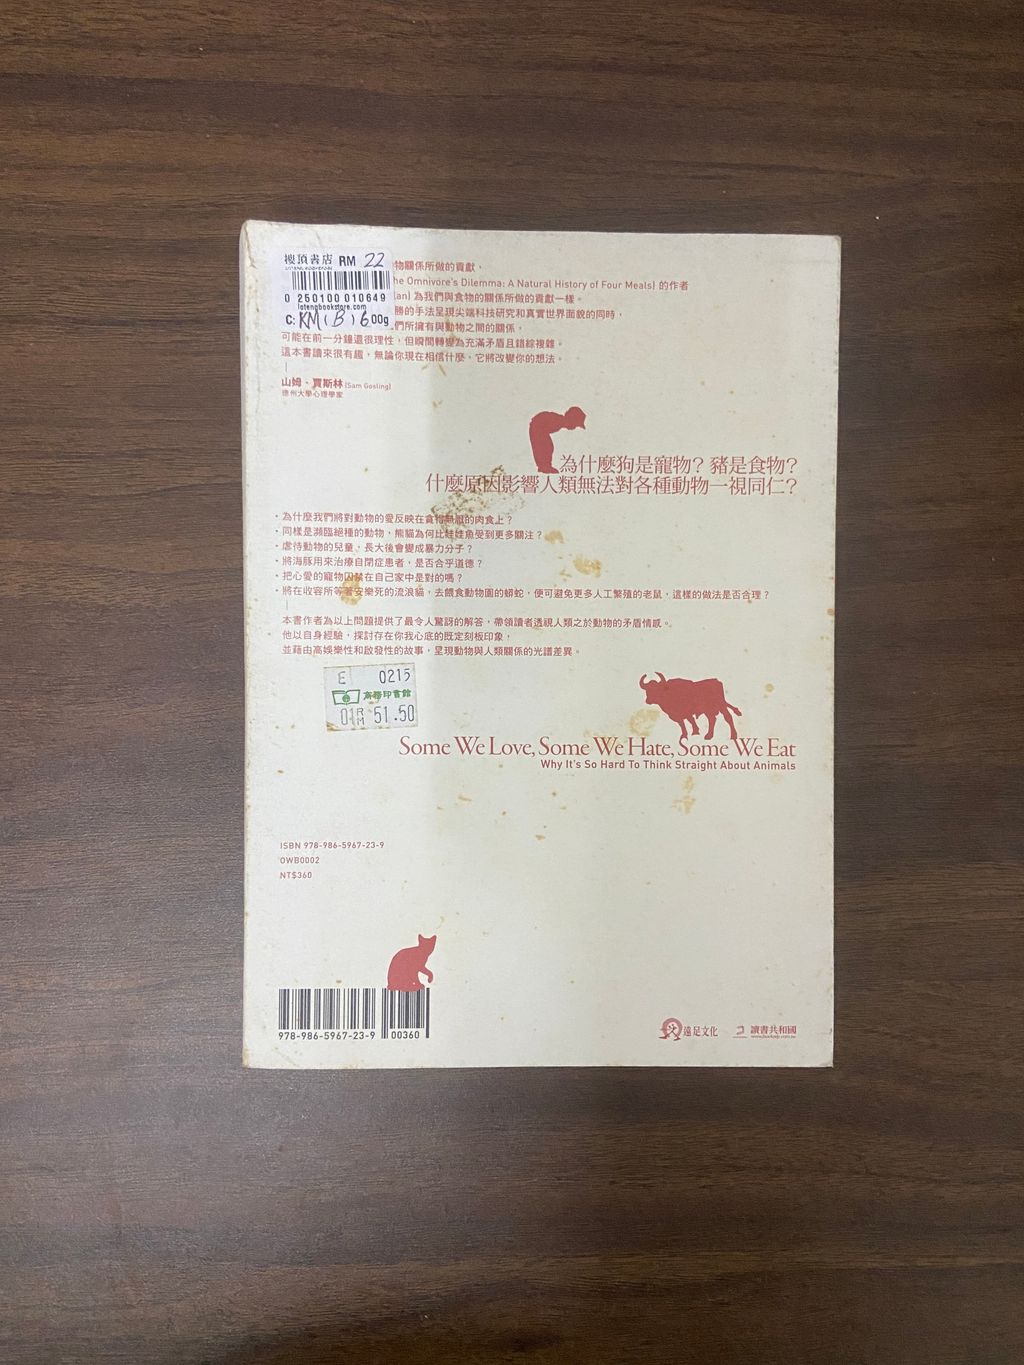 樓頂書店 RM 22
0 250100 010649
lotengbookstore.com
C: KM(B)600g
物關係所做的貢獻，
he Omnivore's Dilemma: A Natural History of Four Meals) 的作者
lan) 為我們與食物的關係所做的貢獻一樣。
勝的手法呈現尖端科技研究和真實世界面貌的同時，
們所擁有與動物之間的關係，
可能在前一分鐘還很理性，但瞬間轉變為充滿矛盾且錯綜複雜。
這本書讀來很有趣，無論你現在相信什麼，它將改變你的想法。
山姆、賈斯林 (Sam Gosling)
德州大學心理學家
為什麼狗是寵物？豬是食物？
什麼原因影響人類無法對各種動物一視同仁？
・為什麼我們將對動物的愛反映在貪得無厭的肉食上？
・同樣是瀕臨絕種的動物，熊貓為何比娃娃魚受到更多關注？
・虐待動物的兒童、長大後會變成暴力分子？
・將海豚用來治療自閉症患者，是否合乎道德？
・把心愛的寵物囚禁在自己家中是對的嗎？
・將在收容所等著安樂死的流浪貓，去餵食動物園的蟒蛇，便可避免更多人工繁殖的老鼠，這樣的做法是否合理？
本書作者為以上問題提供了最令人驚訝的解答，帶領讀者透視人類之於動物的矛盾情感。
他以自身經驗，探討存在你我心底的既定刻板印象，
並藉由高娛樂性和啟發性的故事，呈現動物與人類關係的光譜差異。
E 0215
商務印書館
01 RM 51.50
Some We Love, Some We Hate, Some We Eat
Why It's So Hard To Think Straight About Animals
ISBN 978-986-5967-23-9
OWB0002
NT$360
978-986-5967-23-9 00360
遠足文化 讀書共和國